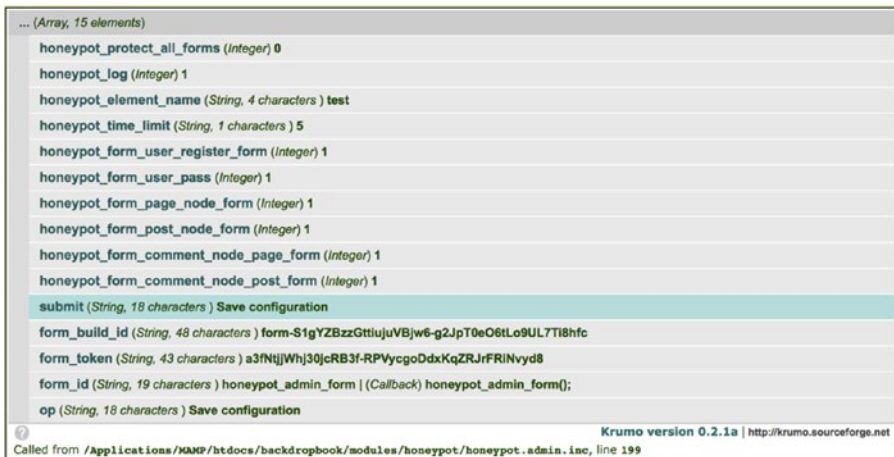 ... (Array, 15 elements)
honeypot_protect_all_forms (Integer) 0
honeypot_log (Integer) 1
honeypot_element_name (String, 4 characters ) test
honeypot_time_limit (String, 1 characters ) 5
honeypot_form_user_register_form (Integer) 1
honeypot_form_user_pass (Integer) 1
honeypot_form_page_node_form (Integer) 1
honeypot_form_post_node_form (Integer) 1
honeypot_form_comment_node_page_form (Integer) 1
honeypot_form_comment_node_post_form (Integer) 1
submit (String, 18 characters ) Save configuration
form_build_id (String, 48 characters ) form-S1gYZBzzGttiujuVBjw6-g2JpT0eO6tLo9UL7Ti8hfc
form_token (String, 43 characters ) a3fNtjjWhj30jcRB3f-RPVycgoDdxKqZRJrFRiNvyd8
form_id (String, 19 characters ) honeypot_admin_form | (Callback) honeypot_admin_form();
op (String, 18 characters ) Save configuration
? Krumo version 0.2.1a | http://krumo.sourceforge.net
Called from /Applications/MAMP/htdocs/backdropbook/modules/honeypot/honeypot.admin.inc, line 199